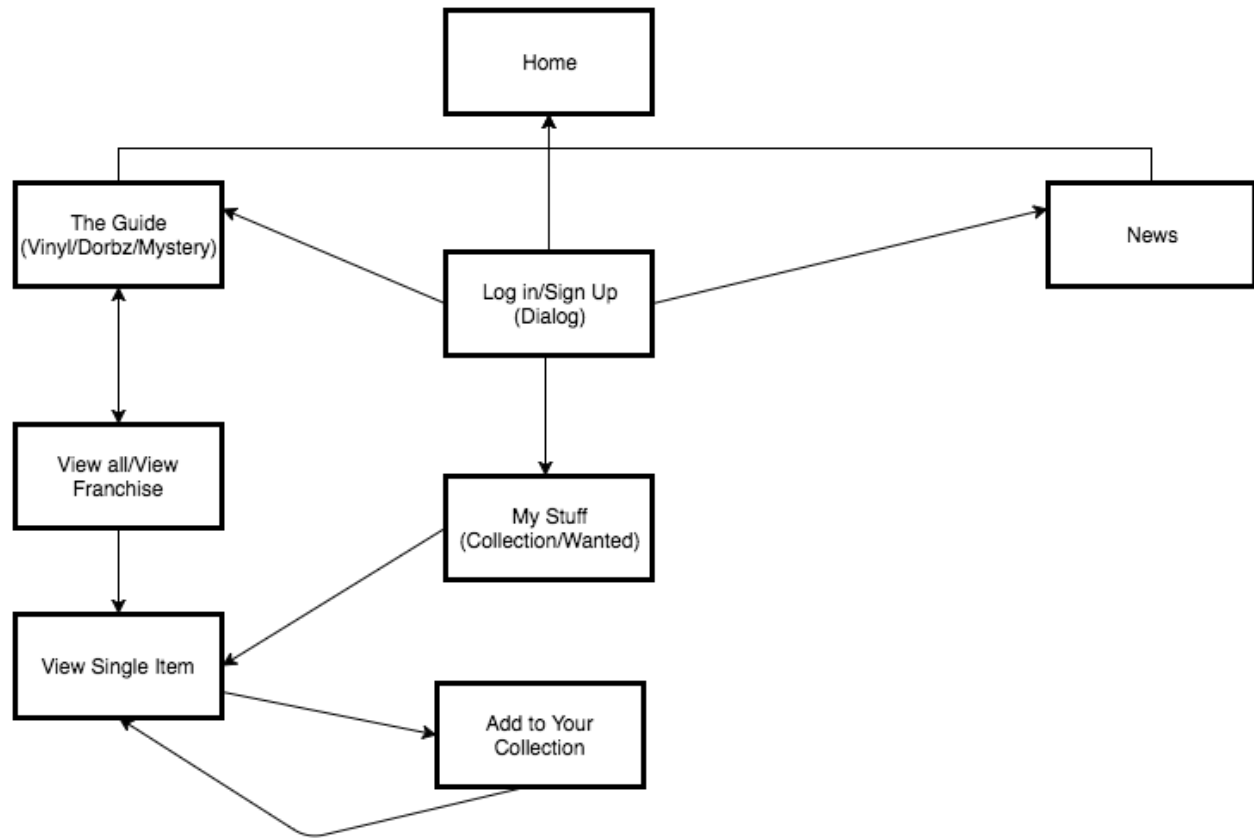 Home
The Guide
(Vinyl/Dorbz/Mystery)
News
Log in/Sign Up
(Dialog)
View all/View
Franchise
My Stuff
(Collection/Wanted)
View Single Item
Add to Your
Collection